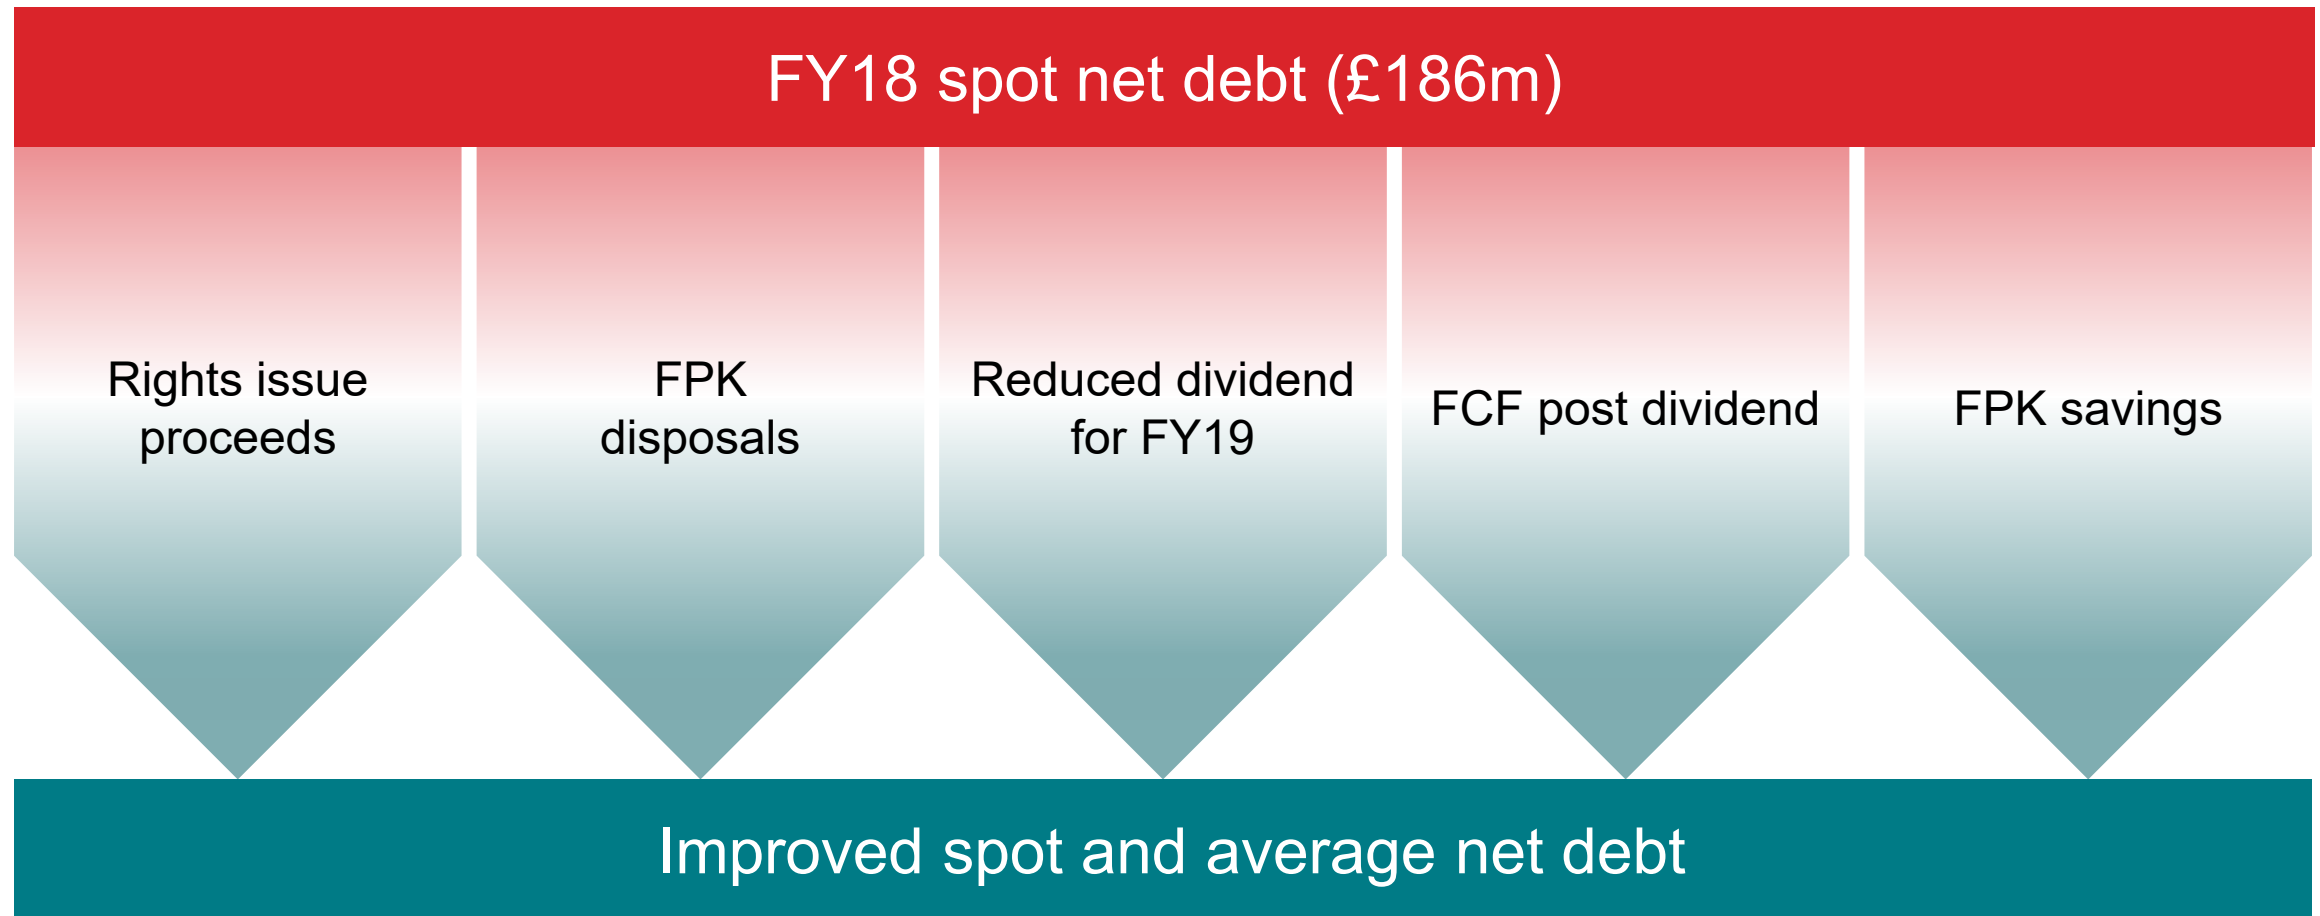 FY18 spot net debt (£186m)
Rights issue
proceeds
FPK
disposals
Reduced dividend
for FY19
FCF post dividend
FPK savings
Improved spot and average net debt